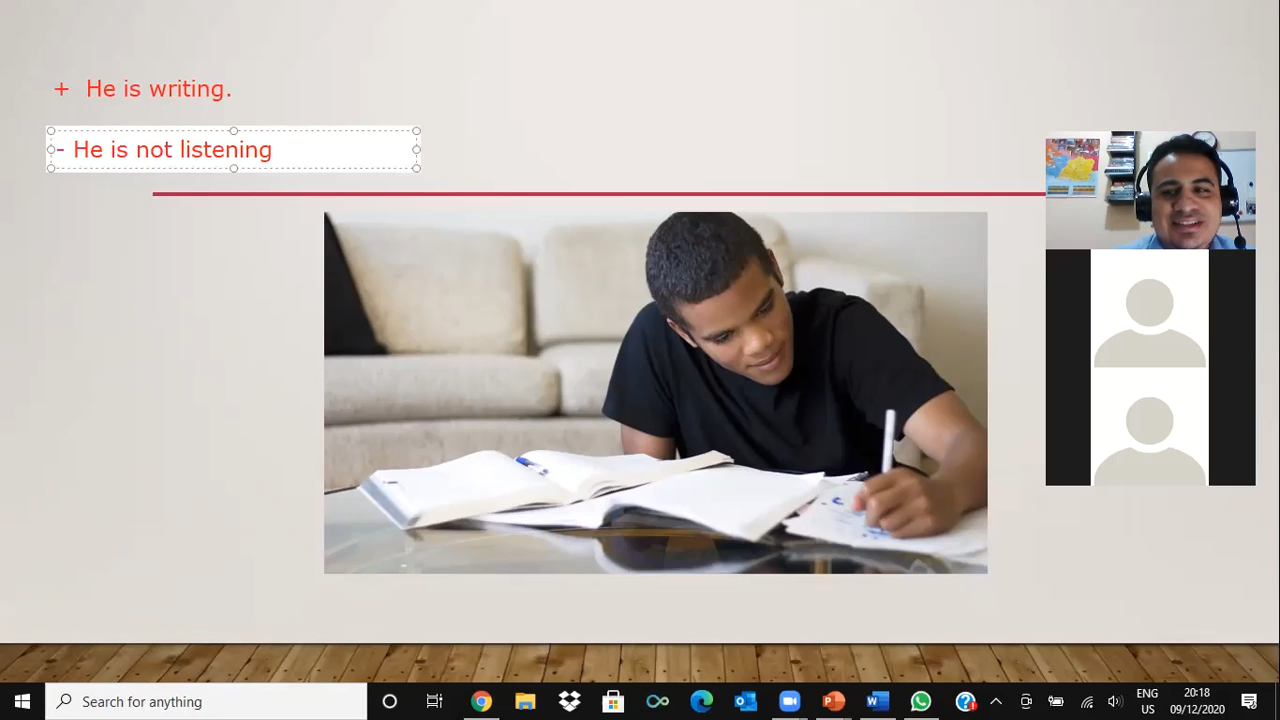 + He is writing.
- He is not listening
Search for anything
ENG
US
20:18
09/12/2020